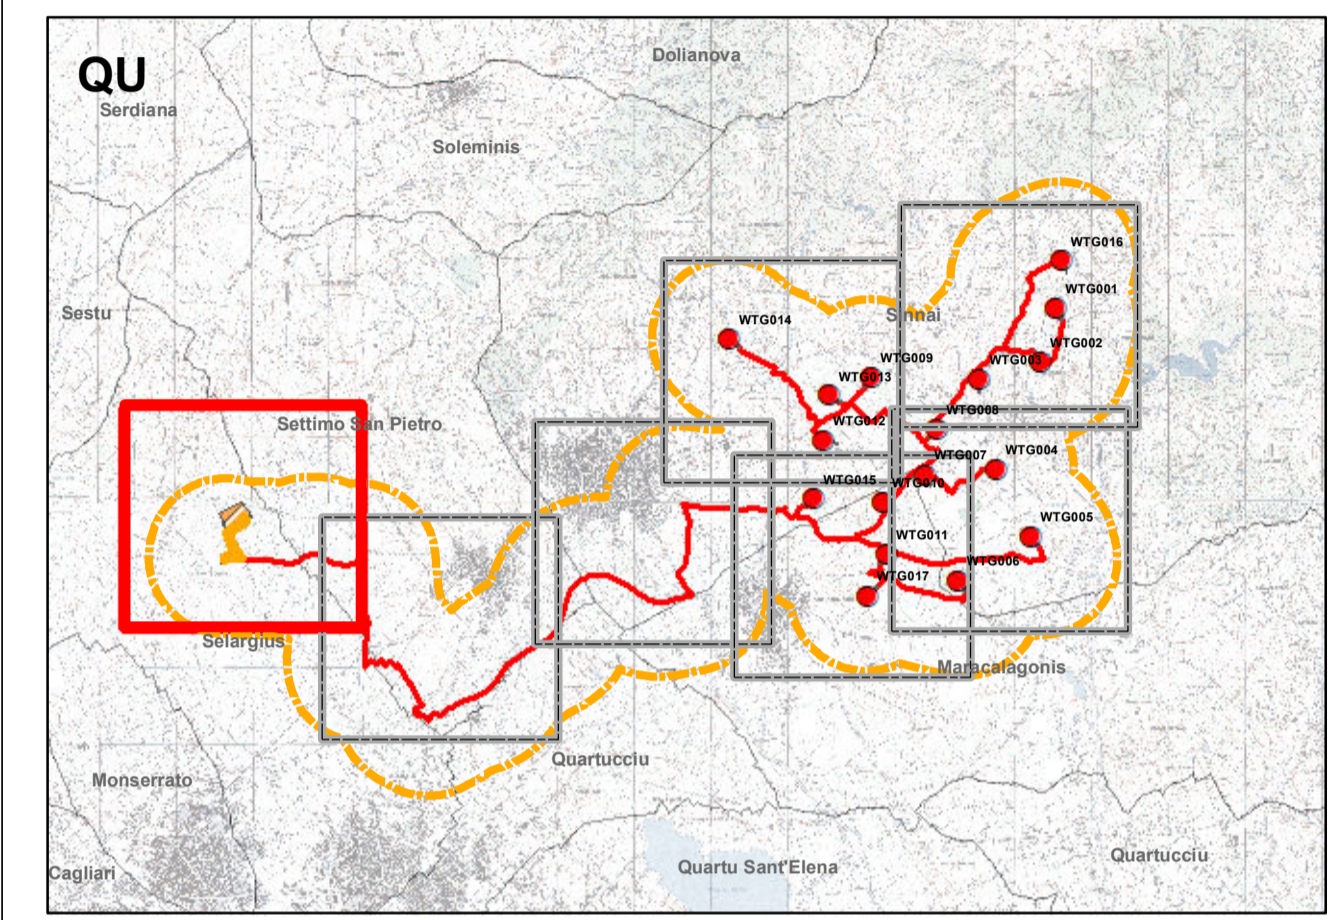 QU
Dolianova
Serdiana
Soleminis
WTG016
WTG001
Sestu
Sinnai
WTG014
WTG002
WTG009
WTG003
WTG013
WTG008
Settimo San Pietro
WTG012
WTG004
WTG007
WTG015
WTG010
WTG005
WTG011
WTG006
WTG017
Selargius
Maracalagonis
Quartucciu
Monserrato
Quartucciu
Quartu Sant'Elena
Cagliari